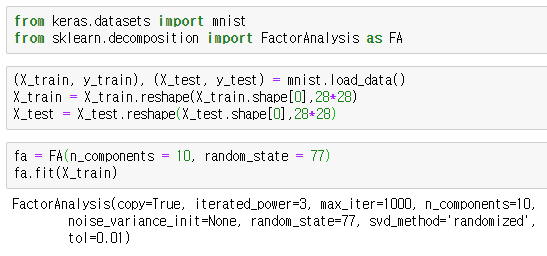 from keras.datasets import mnist
from sklearn.decomposition import FactorAnalysis as FA
(X_train, y_train), (X_test, y_test) = mnist.load_data()
X_train = X_train.reshape(X_train.shape[0],28*28)
X_test = X_test.reshape(X_test.shape[0],28*28)
fa = FA(n_components = 10, random_state = 77)
fa.fit(X_train)
FactorAnalysis(copy=True, iterated_power=3, max_iter=1000, n_components=10,
noise_variance_init=None, random_state=77, svd_method='randomized',
tol=0.01)